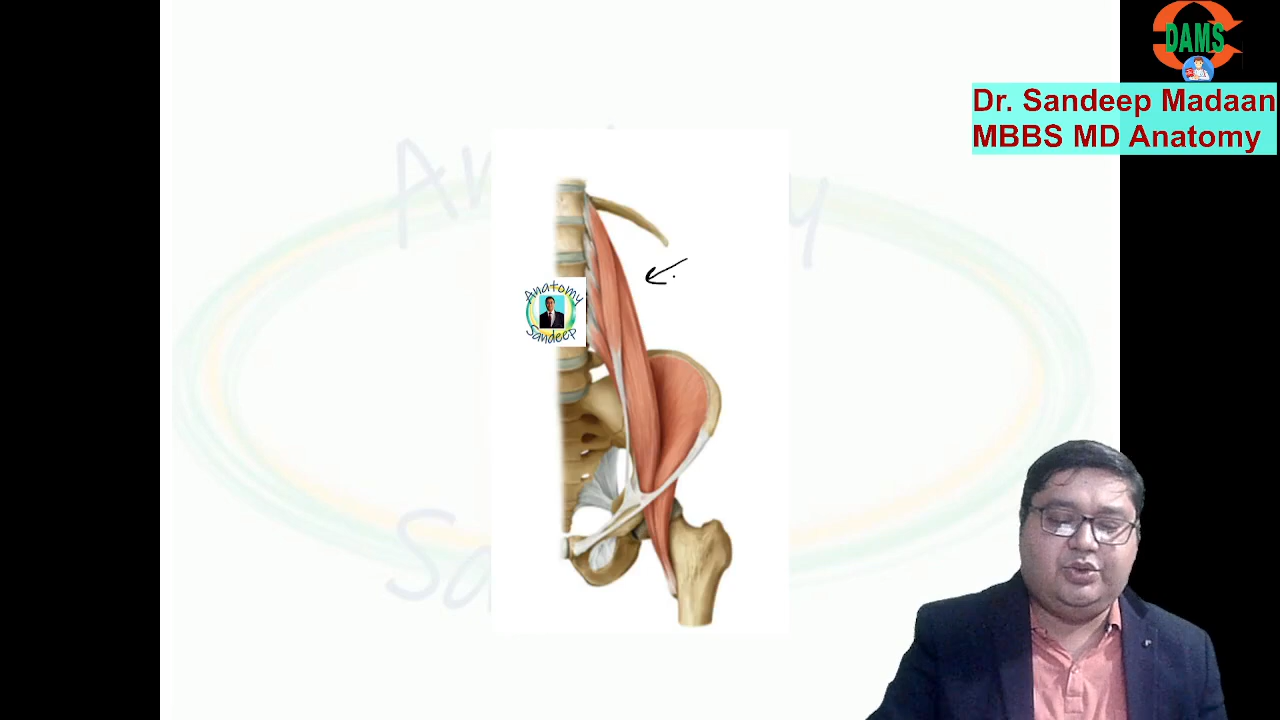 DAMS
Dr. Sandeep Madaan
MBBS MD Anatomy
Anatomy
Sandeep